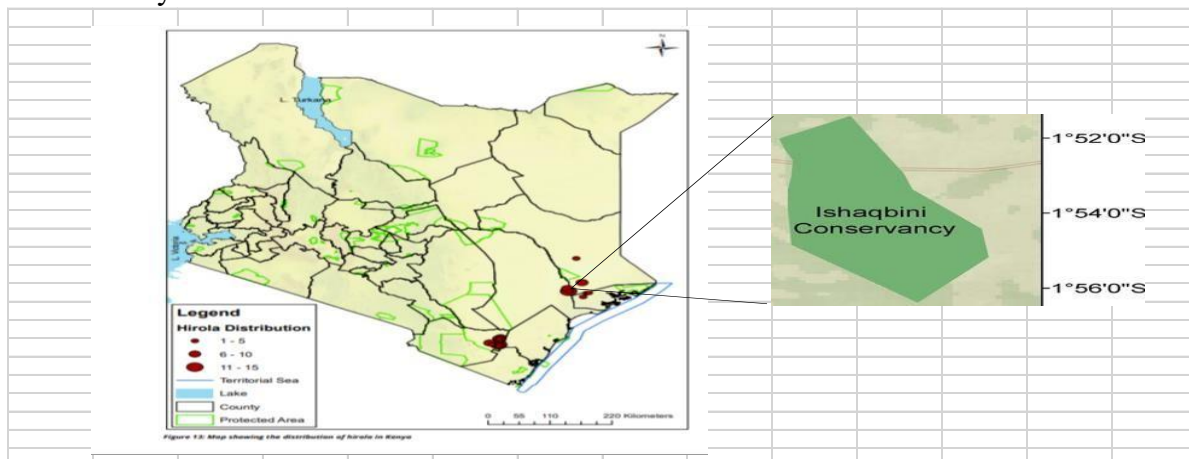 N
L. Turkana
L. Victoria
Legend
Hirola Distribution
1 - 5
6 - 10
11 - 15
Territorial Sea
Lake
County
Protected Area
0 55 110 220 Kilometers
Figure 13: Map showing the distribution of hirola in Kenya
1°52'0"S
Ishaqbini
Conservancy
1°54'0"S
1°56'0"S